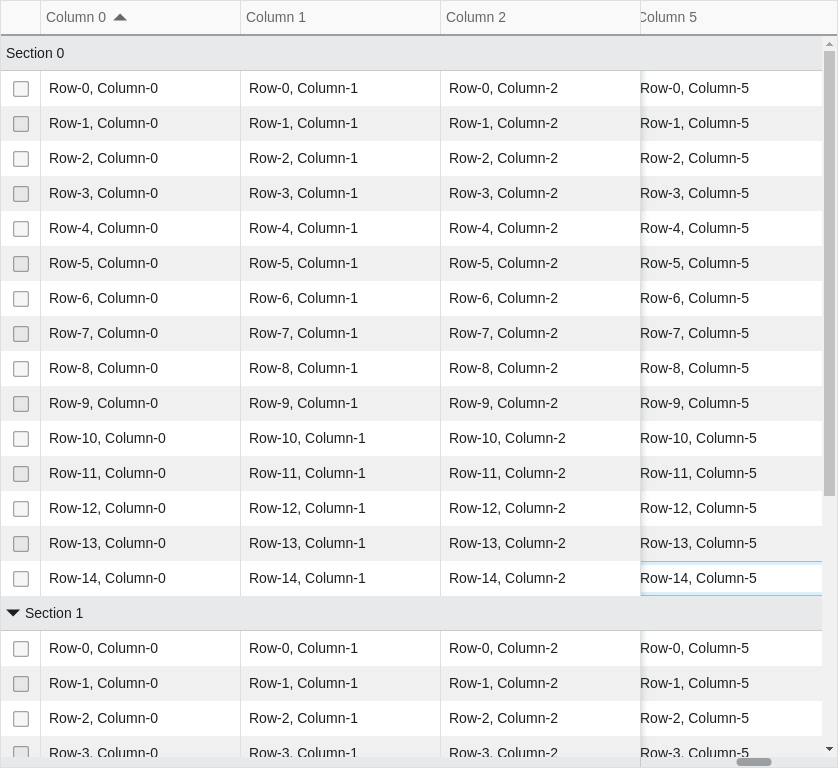 Column 0 Column 1 Column 2 Column 5
Section 0
Row-0, Column-0 Row-0, Column-1 Row-0, Column-2 Row-0, Column-5
Row-1, Column-0 Row-1, Column-1 Row-1, Column-2 Row-1, Column-5
Row-2, Column-0 Row-2, Column-1 Row-2, Column-2 Row-2, Column-5
Row-3, Column-0 Row-3, Column-1 Row-3, Column-2 Row-3, Column-5
Row-4, Column-0 Row-4, Column-1 Row-4, Column-2 Row-4, Column-5
Row-5, Column-0 Row-5, Column-1 Row-5, Column-2 Row-5, Column-5
Row-6, Column-0 Row-6, Column-1 Row-6, Column-2 Row-6, Column-5
Row-7, Column-0 Row-7, Column-1 Row-7, Column-2 Row-7, Column-5
Row-8, Column-0 Row-8, Column-1 Row-8, Column-2 Row-8, Column-5
Row-9, Column-0 Row-9, Column-1 Row-9, Column-2 Row-9, Column-5
Row-10, Column-0 Row-10, Column-1 Row-10, Column-2 Row-10, Column-5
Row-11, Column-0 Row-11, Column-1 Row-11, Column-2 Row-11, Column-5
Row-12, Column-0 Row-12, Column-1 Row-12, Column-2 Row-12, Column-5
Row-13, Column-0 Row-13, Column-1 Row-13, Column-2 Row-13, Column-5
Row-14, Column-0 Row-14, Column-1 Row-14, Column-2 Row-14, Column-5
Section 1
Row-0, Column-0 Row-0, Column-1 Row-0, Column-2 Row-0, Column-5
Row-1, Column-0 Row-1, Column-1 Row-1, Column-2 Row-1, Column-5
Row-2, Column-0 Row-2, Column-1 Row-2, Column-2 Row-2, Column-5
Row-3, Column-0 Row-3, Column-1 Row-3, Column-2 Row-3, Column-5